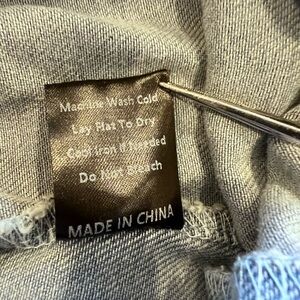 Machine Wash Cold
Lay Flat To Dry
Cool Iron If Needed
Do Not Bleach
MADE IN CHINA